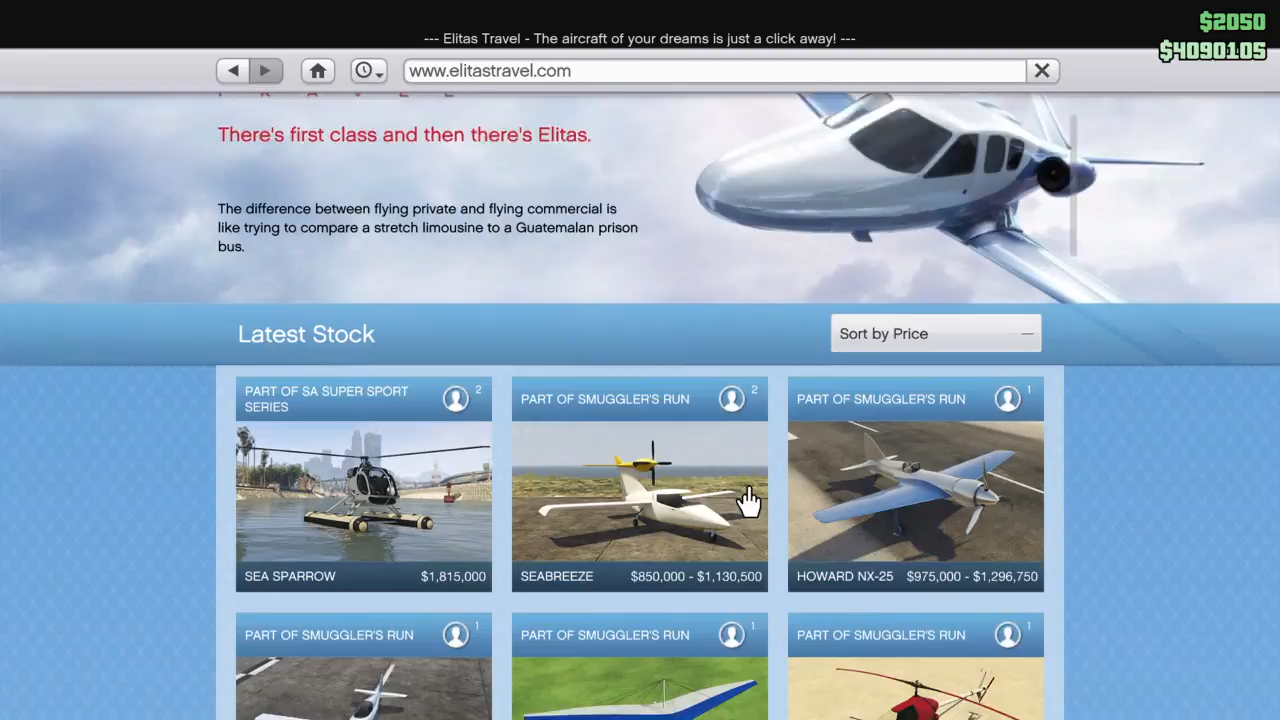 $2050
--- Elitas Travel - The aircraft of your dreams is just a click away! ---
$4090105
www.elitastravel.com
There's first class and then there's Elitas.
The difference between flying private and flying commercial is
like trying to compare a stretch limousine to a Guatemalan prison
bus.
Latest Stock
Sort by Price
PART OF SA SUPER SPORT
SERIES
2
PART OF SMUGGLER'S RUN
2
PART OF SMUGGLER'S RUN
1
SEA SPARROW $1,815,000
SEABREEZE $850,000 - $1,130,500
HOWARD NX-25 $975,000 - $1,296,750
PART OF SMUGGLER'S RUN
1
PART OF SMUGGLER'S RUN
1
PART OF SMUGGLER'S RUN
1